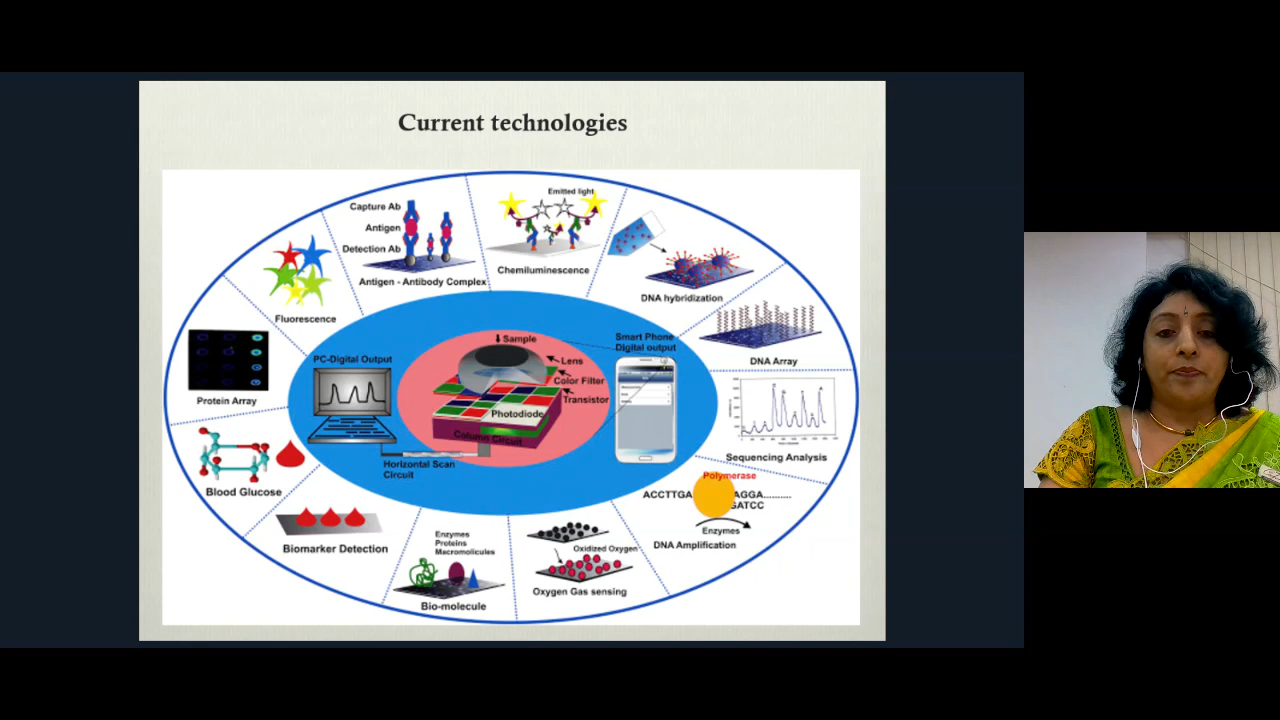 Current technologies
Emitted light
Capture Ab
Antigen
Detection Ab
Antigen - Antibody Complex
Chemiluminescence
DNA hybridization
Fluorescence
DNA Array
Protein Array
Sequencing Analysis
Blood Glucose
Biomarker Detection
Enzymes
Proteins
Macromolicules
Bio-molecule
Oxidized Oxygen
Oxygen Gas sensing
Polymerase
ACCTTGA
AGGA..........
GATCC
Enzymes
DNA Amplification
PC-Digital Output
Horizontal Scan
Circuit
Sample
Lens
Color Filter
Transistor
Photodiode
Column Circuit
Smart Phone
Digital output